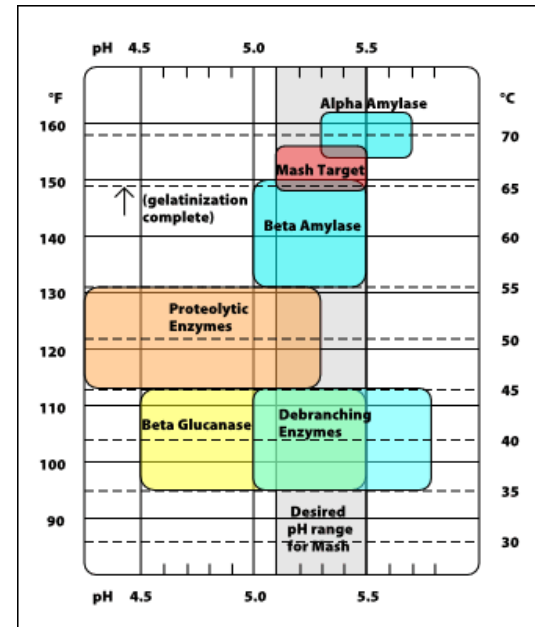 pH 4.5 5.0 5.5
°F °C
Alpha Amylase
160
70
Mash Target
150
65
(gelatinization
complete)
Beta Amylase
140
60
130
55
Proteolytic
Enzymes
50
120
45
110
Beta Glucanase
Debranching
Enzymes
40
100
35
Desired
pH range
for Mash
90
30
pH 4.5 5.0 5.5